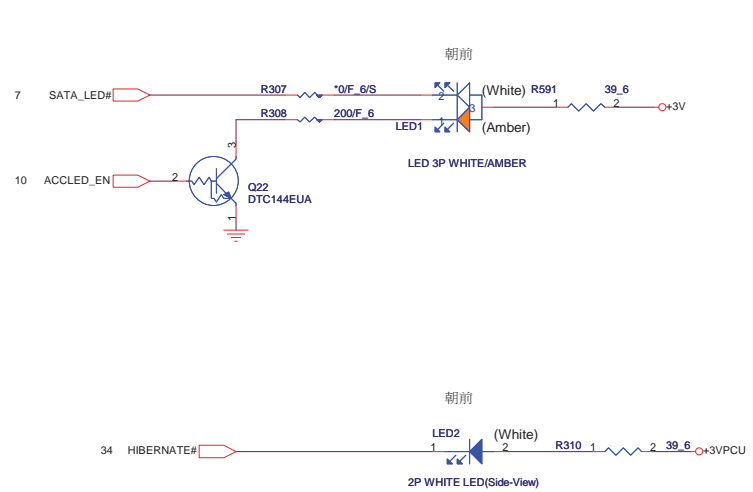 朝前
7 SATA_LED# R307 *0/F_6/S 2 (White) R591 39_6
3 1 2 +3V
R308 200/F_6 1
LED1 (Amber)
3
LED 3P WHITE/AMBER
10 ACCLED_EN 2
Q22
DTC144EUA
1
朝前
LED2 (White)
34 HIBERNATE# 1 2 R310 1 2 39_6 +3VPCU
2P WHITE LED(Side-View)